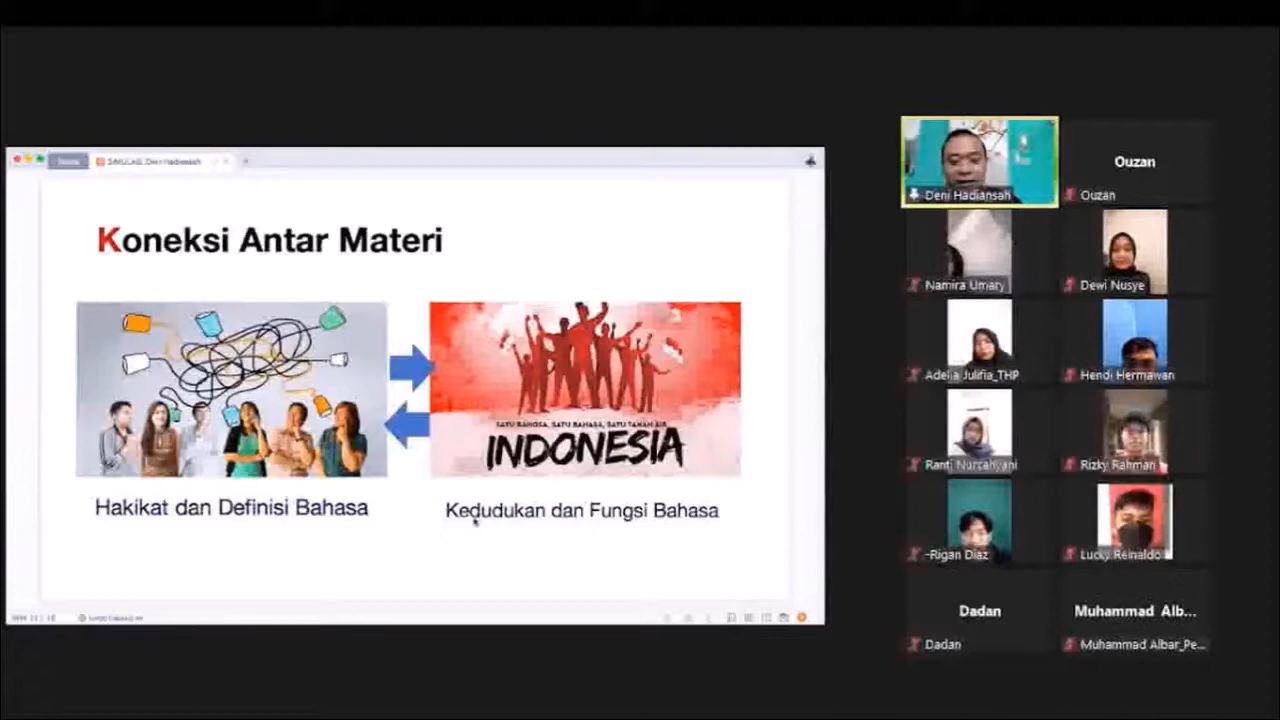 SIMULASI_Deni Hadiansah
Koneksi Antar Materi
SATU BANGSA, SATU BAHASA, SATU TANAH AIR
INDONESIA
Hakikat dan Definisi Bahasa
Kedudukan dan Fungsi Bahasa
Deni Hadiansah
Ouzan
Ouzan
Namira Umary
Dewi Nusye
Adelia Julifia_THP
Hendi Hermawan
Ranti Nurcahyani
Rizky Rahman
-Rigan Diaz
Lucky Reinaldo
Dadan
Muhammad Alb...
Dadan
Muhammad Albar_Pe...